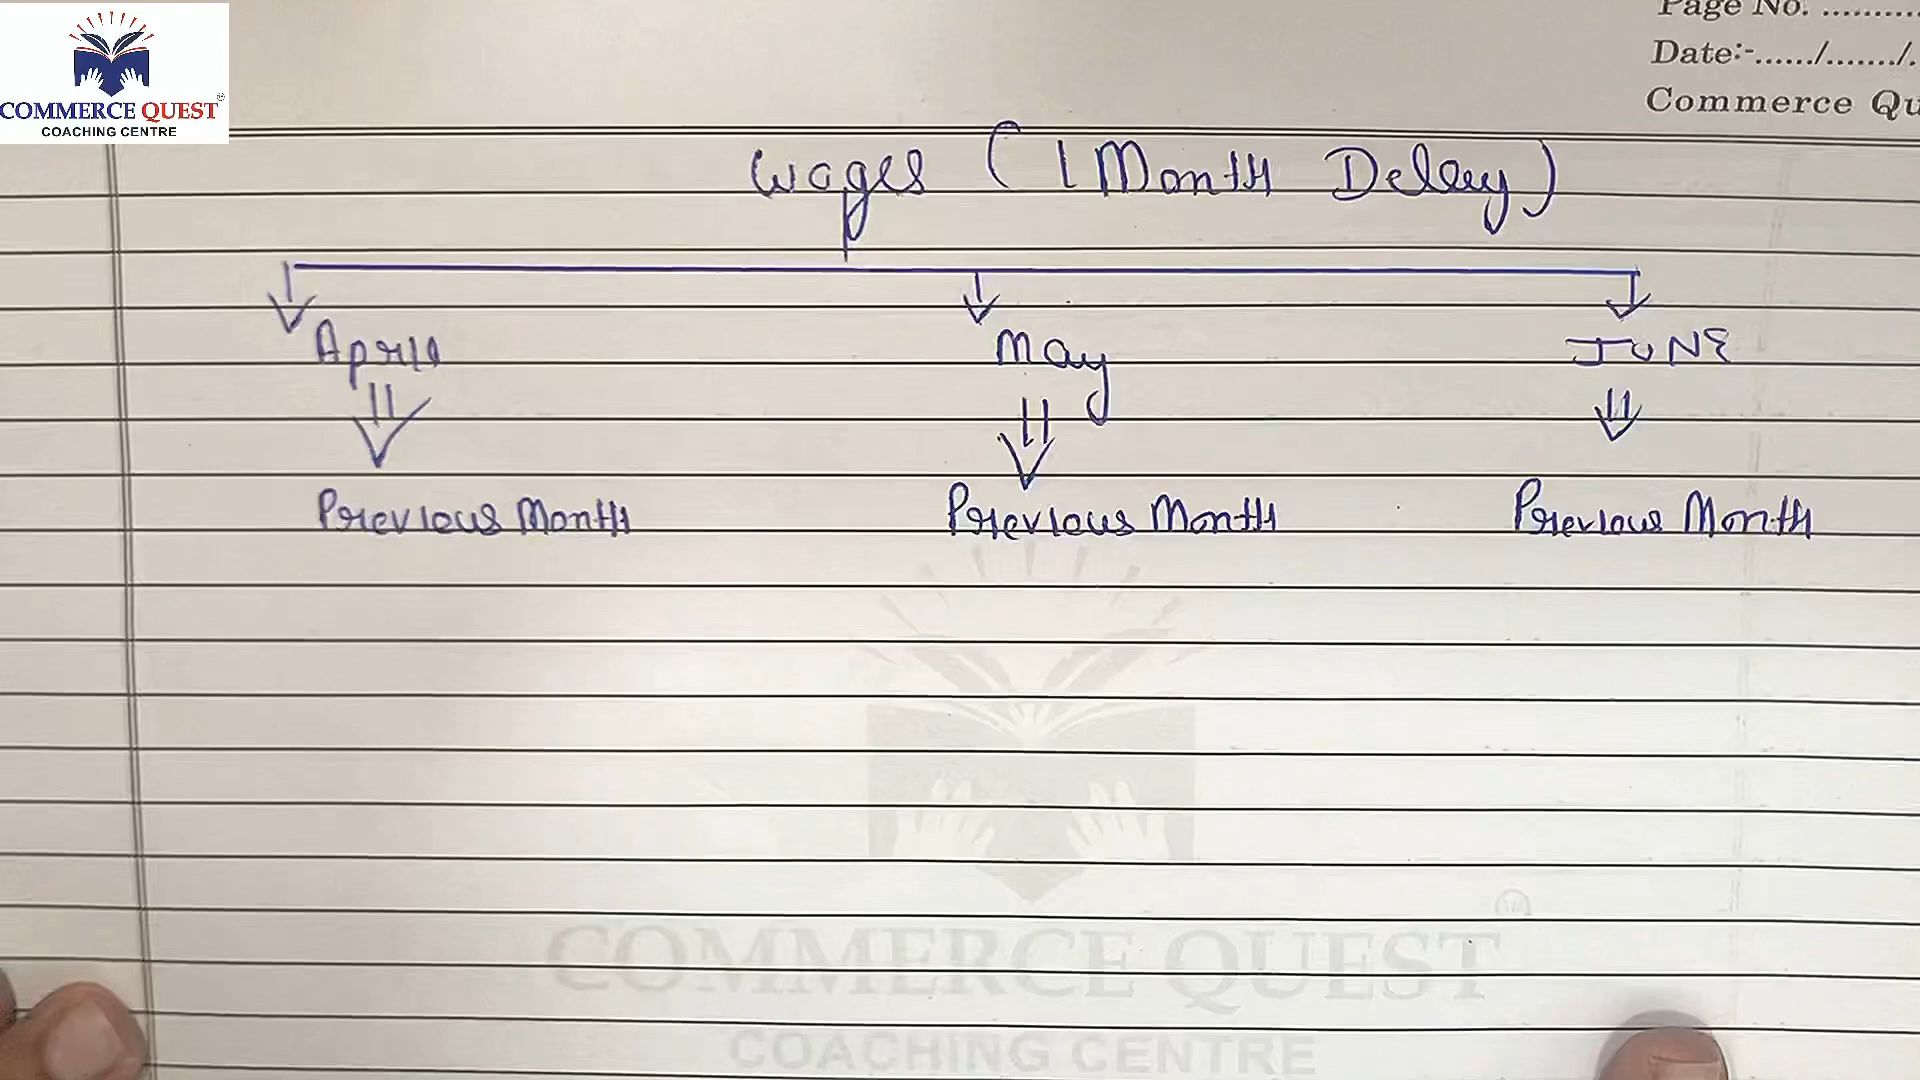 COMMERCE QUEST
COACHING CENTRE
Page No. ..........
Date:-....../......./.
Commerce Qu
Wages (1 Month Delay)
April May JUNE
Previous Month Previous Month Previous Month
TM
COMMERCE QUEST
COACHING CENTRE